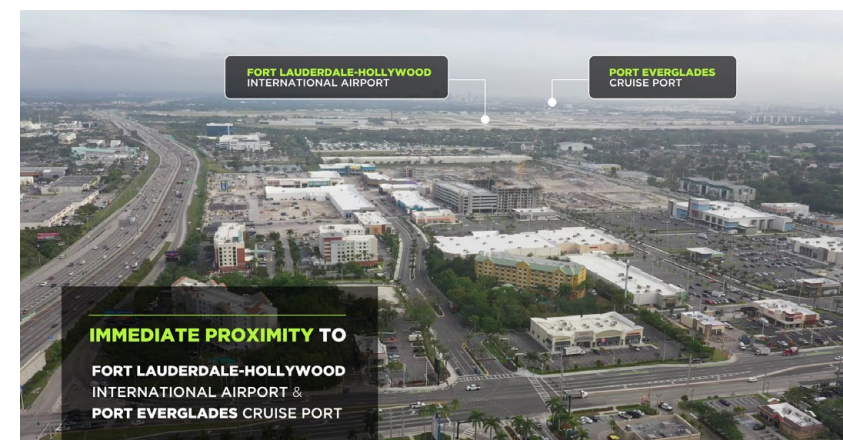 FORT LAUDERDALE-HOLLYWOOD
INTERNATIONAL AIRPORT
PORT EVERGLADES
CRUISE PORT
IMMEDIATE PROXIMITY TO
FORT LAUDERDALE-HOLLYWOOD
INTERNATIONAL AIRPORT &
PORT EVERGLADES CRUISE PORT